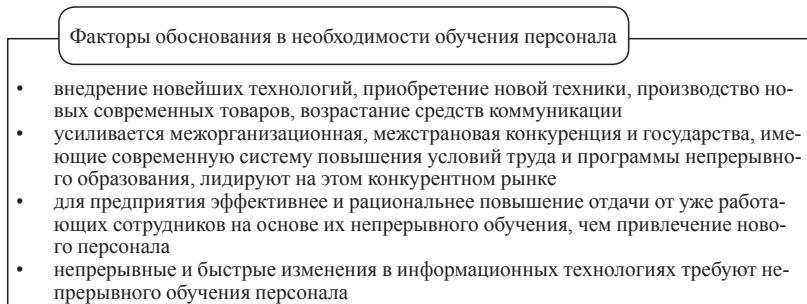 Факторы обоснования в необходимости обучения персонала
• внедрение новейших технологий, приобретение новой техники, производство но-
вых современных товаров, возрастание средств коммуникации
• усиливается межорганизационная, межстрановая конкуренция и государства, име-
ющие современную систему повышения условий труда и программы непрерывно-
го образования, лидируют на этом конкурентном рынке
• для предприятия эффективнее и рациональнее повышение отдачи от уже работа-
ющих сотрудников на основе их непрерывного обучения, чем привлечение ново-
го персонала
• непрерывные и быстрые изменения в информационных технологиях требуют не-
прерывного обучения персонала